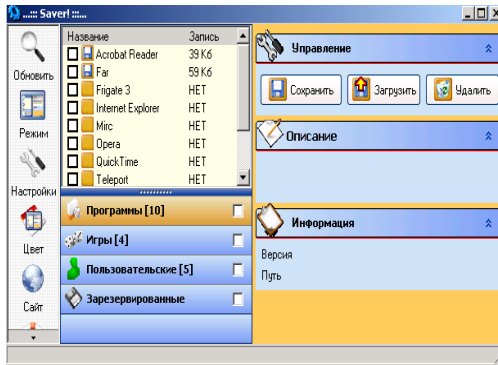 ...::: Saver! :::...
Обновить
Режим
Настройки
Цвет
Сайт
Название Запись
Acrobat Reader 39 Кб
Far 59 Кб
Frigate 3 НЕТ
Internet Explorer НЕТ
Mirc НЕТ
Opera НЕТ
QuickTime НЕТ
Teleport НЕТ
Программы [10]
Игры [4]
Пользовательские [5]
Зарезервированные
Управление
Сохранить Загрузить Удалить
Описание
Информация
Версия
Путь